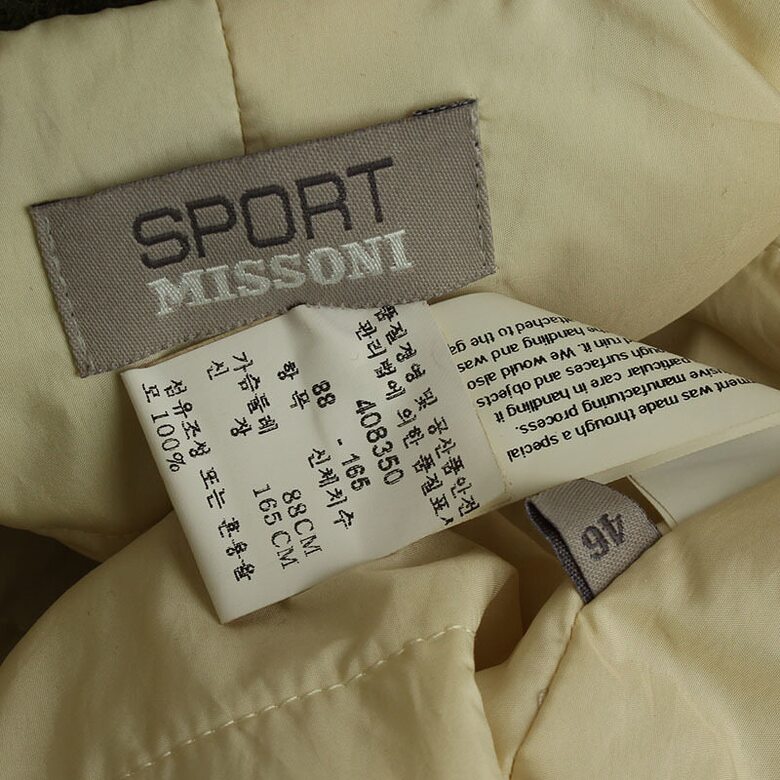 SPORT
MISSONI
품질경영 및 공산품안전
관리법에 의한 품질표시
408350
88 - 165
항목 신체치수
가슴둘레 88CM
신 장 165CM
섬유조성 또는 혼용율
모 100%
ment was made through a special
sive manufacturing process.
particular care in handling it
ough surfaces and objects
l ruin it. We would also
e handling and was
attached to the ga
46